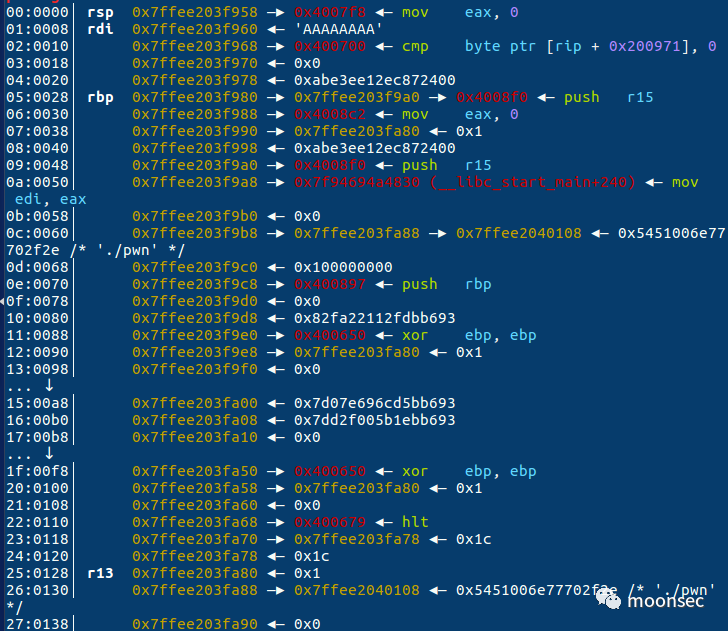 00:0000│ rsp 0x7ffee203f958 —▸ 0x4007f8 ◂— mov eax, 0
01:0008│ rdi 0x7ffee203f960 ◂— 'AAAAAAAA'
02:0010│ 0x7ffee203f968 —▸ 0x400700 ◂— cmp byte ptr [rip + 0x200971], 0
03:0018│ 0x7ffee203f970 ◂— 0x0
04:0020│ 0x7ffee203f978 ◂— 0xabe3ee12ec872400
05:0028│ rbp 0x7ffee203f980 —▸ 0x7ffee203f9a0 —▸ 0x4008f0 ◂— push r15
06:0030│ 0x7ffee203f988 —▸ 0x4008c2 ◂— mov eax, 0
07:0038│ 0x7ffee203f990 —▸ 0x7ffee203fa80 ◂— 0x1
08:0040│ 0x7ffee203f998 ◂— 0xabe3ee12ec872400
09:0048│ 0x7ffee203f9a0 —▸ 0x4008f0 ◂— push r15
0a:0050│ 0x7ffee203f9a8 —▸ 0x7f94694a4830 (__libc_start_main+240) ◂— mov
edi, eax
0b:0058│ 0x7ffee203f9b0 ◂— 0x0
0c:0060│ 0x7ffee203f9b8 —▸ 0x7ffee203fa88 —▸ 0x7ffee2040108 ◂— 0x5451006e77
702f2e /* './pwn' */
0d:0068│ 0x7ffee203f9c0 ◂— 0x100000000
0e:0070│ 0x7ffee203f9c8 —▸ 0x400897 ◂— push rbp
0f:0078│ 0x7ffee203f9d0 ◂— 0x0
10:0080│ 0x7ffee203f9d8 ◂— 0x82fa22112fdbb693
11:0088│ 0x7ffee203f9e0 —▸ 0x400650 ◂— xor ebp, ebp
12:0090│ 0x7ffee203f9e8 —▸ 0x7ffee203fa80 ◂— 0x1
13:0098│ 0x7ffee203f9f0 ◂— 0x0
... ↓
15:00a8│ 0x7ffee203fa00 ◂— 0x7d07e696cd5bb693
16:00b0│ 0x7ffee203fa08 ◂— 0x7dd2f005b1ebb693
17:00b8│ 0x7ffee203fa10 ◂— 0x0
... ↓
1f:00f8│ 0x7ffee203fa50 —▸ 0x400650 ◂— xor ebp, ebp
20:0100│ 0x7ffee203fa58 —▸ 0x7ffee203fa80 ◂— 0x1
21:0108│ 0x7ffee203fa60 ◂— 0x0
22:0110│ 0x7ffee203fa68 —▸ 0x400679 ◂— hlt
23:0118│ 0x7ffee203fa70 —▸ 0x7ffee203fa78 ◂— 0x1c
24:0120│ 0x7ffee203fa78 ◂— 0x1c
25:0128│ r13 0x7ffee203fa80 ◂— 0x1
26:0130│ 0x7ffee203fa88 —▸ 0x7ffee2040108 ◂— 0x5451006e77702f2e /* './pwn'
*/
moonsec
27:0138│ 0x7ffee203fa90 ◂— 0x0